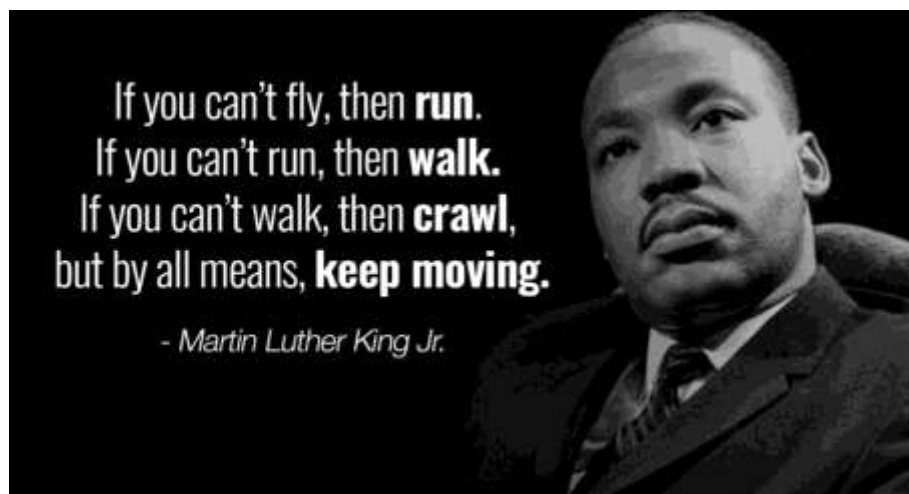 If you can't fly, then run.
If you can't run, then walk.
If you can't walk, then crawl,
but by all means, keep moving.
- Martin Luther King Jr.